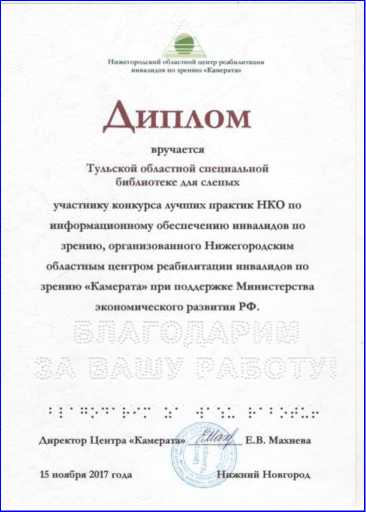 Нижегородский областной центр реабилитации
инвалидов по зрению «Камерата»
Диплом
вручается
Тульской областной специальной
библиотеке для слепых
участнику конкурса лучших практик НКО по
информационному обеспечению инвалидов по
зрению, организованного Нижегородским
областным центром реабилитации инвалидов по
зрению «Камерата» при поддержке Министерства
экономического развития РФ.
БЛАГОДАРИМ
ЗА ВАШУ РАБОТУ!
Директор Центра «Камерата» Е.В. Махнева
15 ноября 2017 года Нижний Новгород